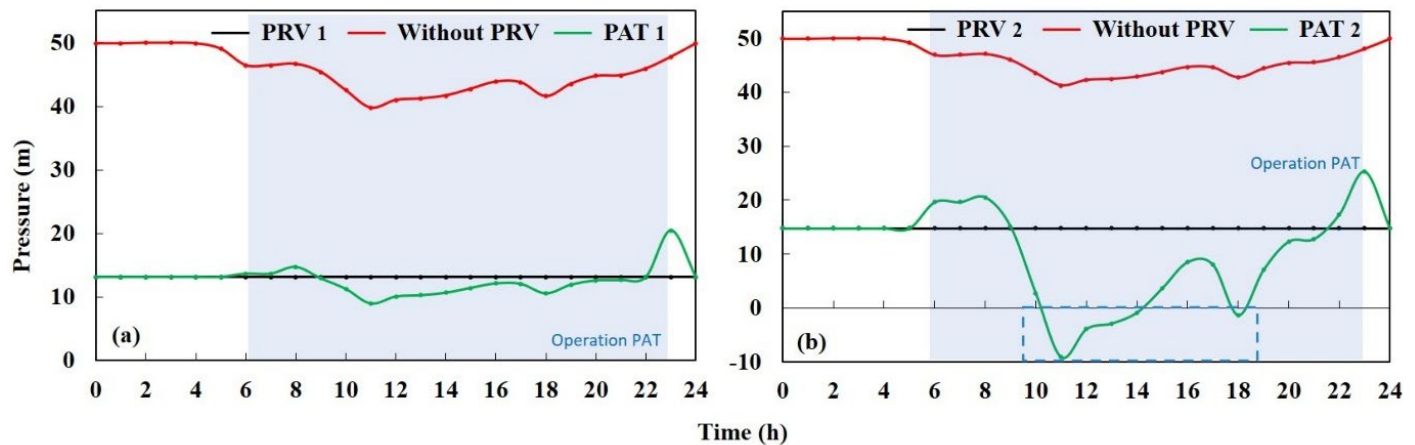 PRV 1 Without PRV PAT 1
Pressure (m)
50
40
30
20
10
0
Operation PAT
(a)
0 2 4 6 8 10 12 14 16 18 20 22 24
PRV 2 Without PRV PAT 2
50
40
30
20
10
0
-10
Operation PAT
(b)
0 2 4 6 8 10 12 14 16 18 20 22 24
Time (h)